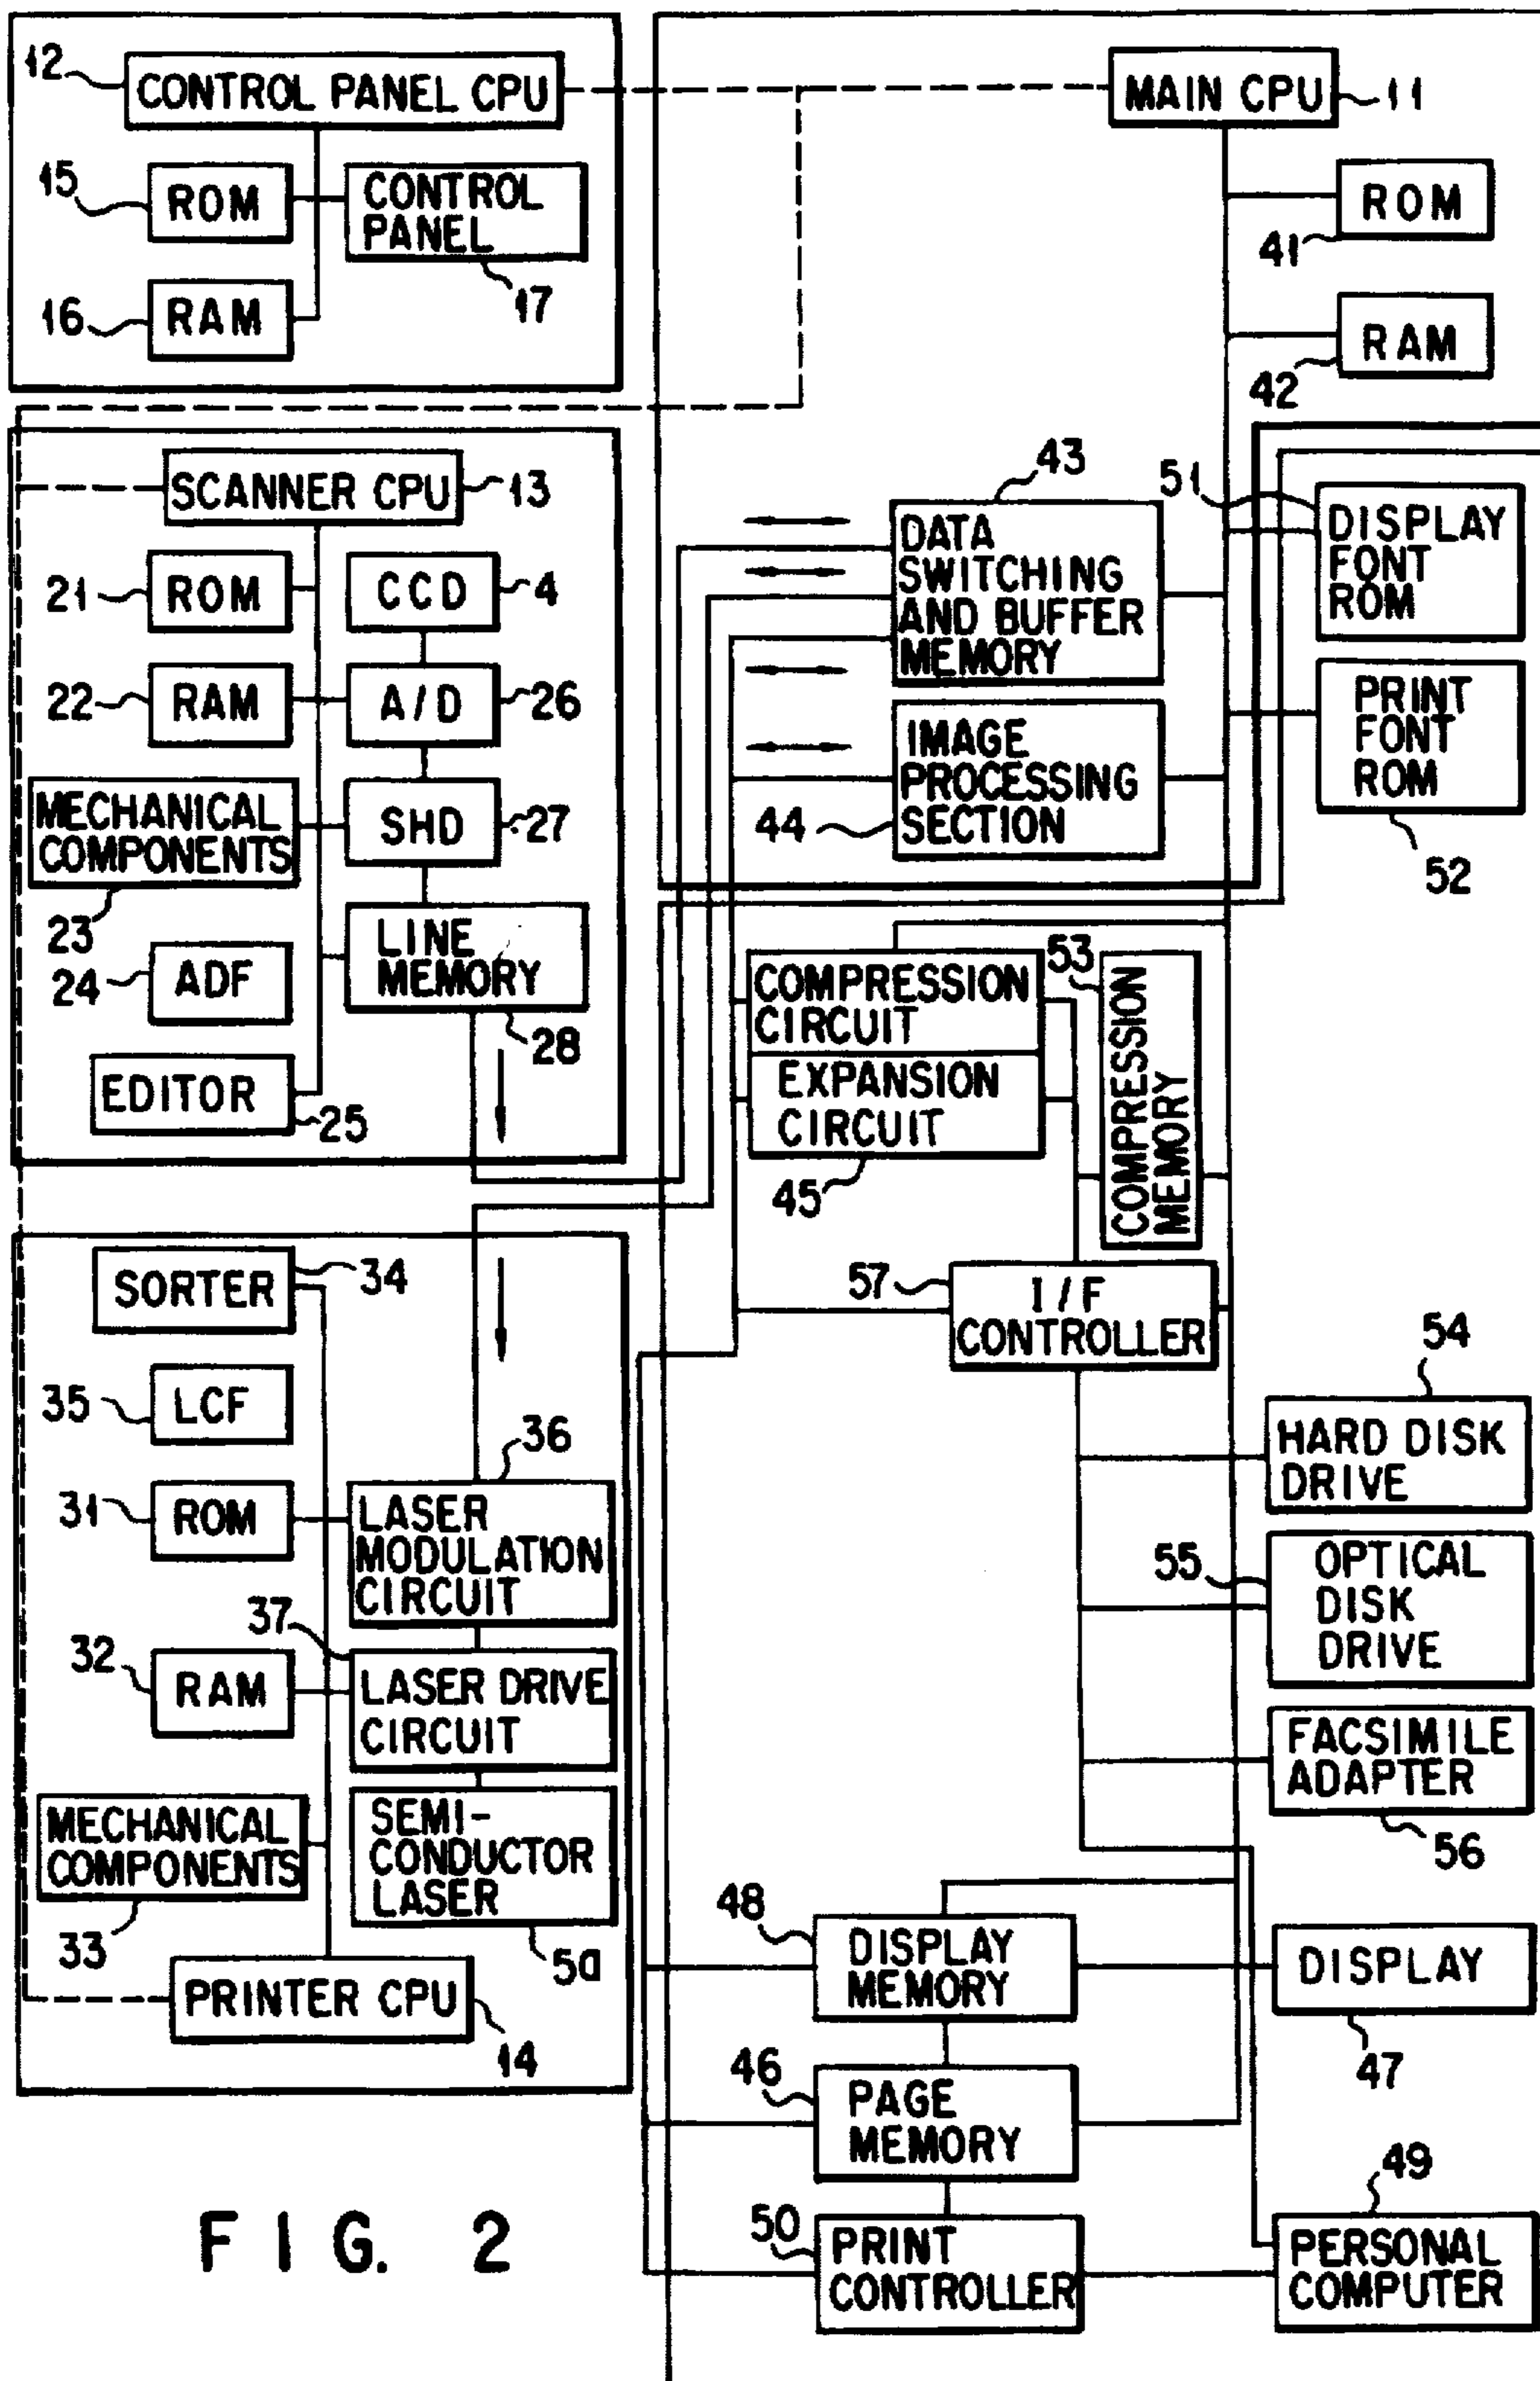 12
CONTROL PANEL CPU
MAIN CPU
11
15
ROM
CONTROL
PANEL
17
16
RAM
ROM
41
RAM
42
SCANNER CPU
13
21
ROM
CCD
4
22
RAM
A/D
26
MECHANICAL
COMPONENTS
23
SHD
27
24
ADF
LINE
MEMORY
28
EDITOR
25
43
DATA
SWITCHING
AND BUFFER
MEMORY
IMAGE
PROCESSING
SECTION
44
51
DISPLAY
FONT
ROM
PRINT
FONT
ROM
52
COMPRESSION
CIRCUIT
EXPANSION
CIRCUIT
45
53
COMPRESSION
MEMORY
57
I/F
CONTROLLER
SORTER
34
35
LCF
31
ROM
36
LASER
MODULATION
CIRCUIT
32
RAM
37
LASER DRIVE
CIRCUIT
MECHANICAL
COMPONENTS
33
SEMI-
CONDUCTOR
LASER
5a
PRINTER CPU
14
54
HARD DISK
DRIVE
55
OPTICAL
DISK
DRIVE
FACSIMILE
ADAPTER
56
48
DISPLAY
MEMORY
DISPLAY
47
46
PAGE
MEMORY
49
PERSONAL
COMPUTER
50
PRINT
CONTROLLER
FIG. 2